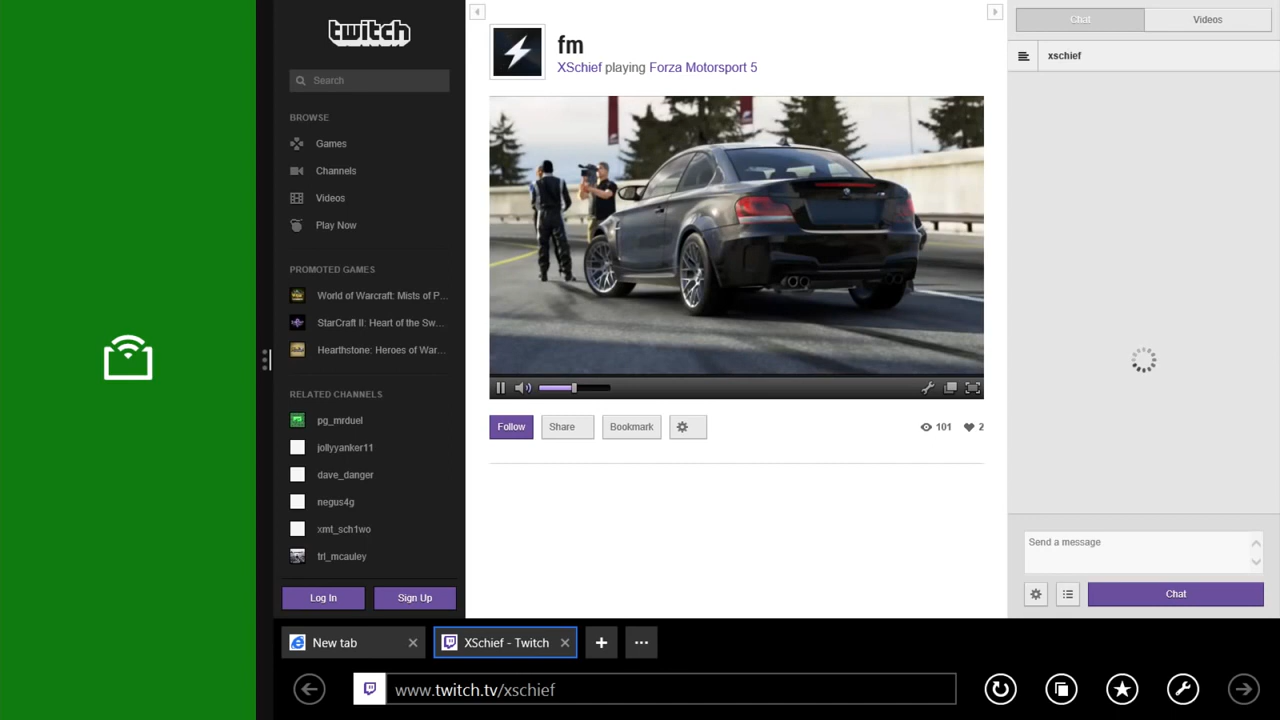 twitch
Search
BROWSE
Games
Channels
Videos
Play Now
PROMOTED GAMES
World of Warcraft: Mists of P...
StarCraft II: Heart of the Sw...
Hearthstone: Heroes of War...
RELATED CHANNELS
pg_mrduel
jollyyanker11
dave_danger
negus4g
xmt_sch1wo
trl_mcauley
Log In
Sign Up
fm
XSchief playing Forza Motorsport 5
Follow
Share
Bookmark
101
2
Chat
Videos
xschief
Send a message
Chat
New tab
XSchief - Twitch
www.twitch.tv/xschief